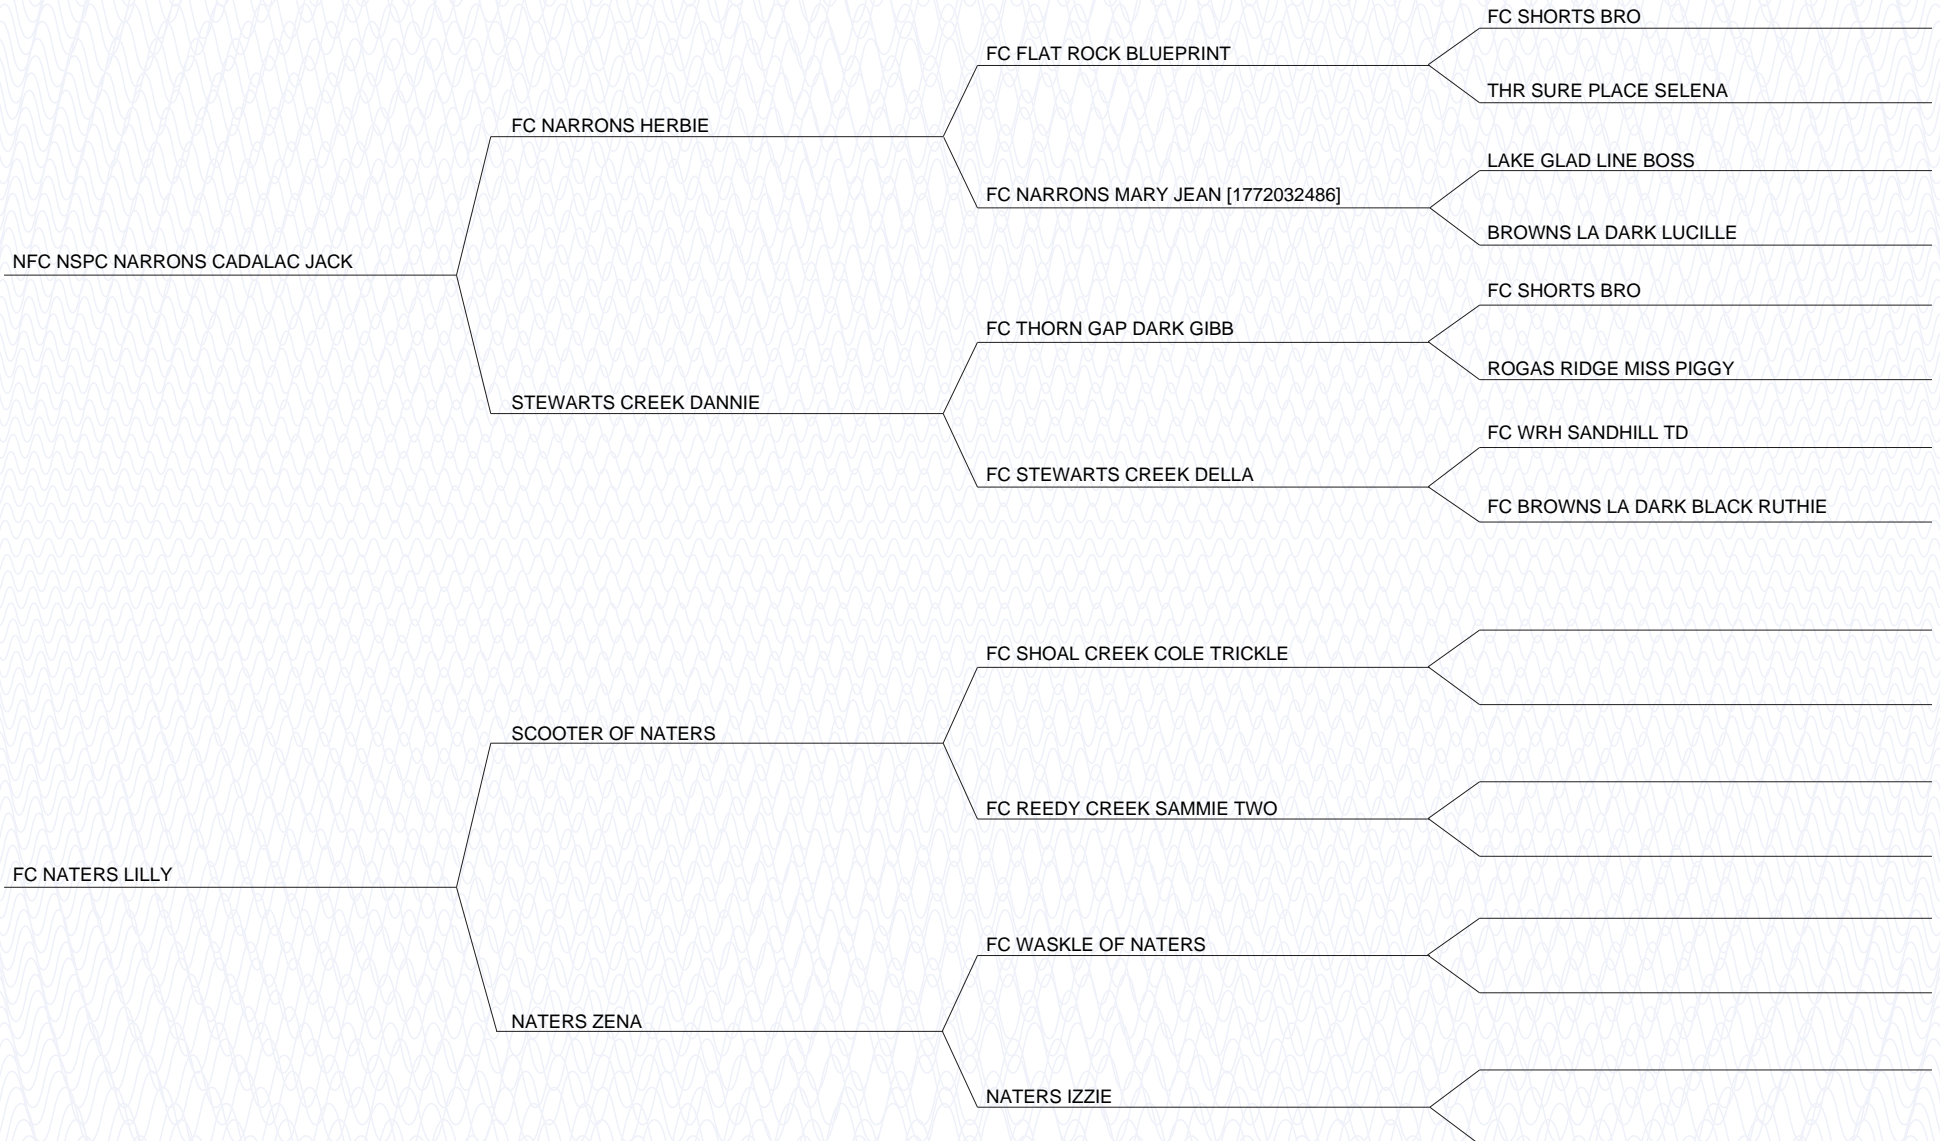 FC SHORTS BRO
FC FLAT ROCK BLUEPRINT
THR SURE PLACE SELENA
FC NARRONS HERBIE
LAKE GLAD LINE BOSS
FC NARRONS MARY JEAN [1772032486]
BROWNS LA DARK LUCILLE
NFC NSPC NARRONS CADALAC JACK
FC SHORTS BRO
FC THORN GAP DARK GIBB
ROGAS RIDGE MISS PIGGY
STEWARTS CREEK DANNIE
FC WRH SANDHILL TD
FC STEWARTS CREEK DELLA
FC BROWNS LA DARK BLACK RUTHIE
FC SHOAL CREEK COLE TRICKLE
SCOOTER OF NATERS
FC REEDY CREEK SAMMIE TWO
FC NATERS LILLY
FC WASKLE OF NATERS
NATERS ZENA
NATERS IZZIE